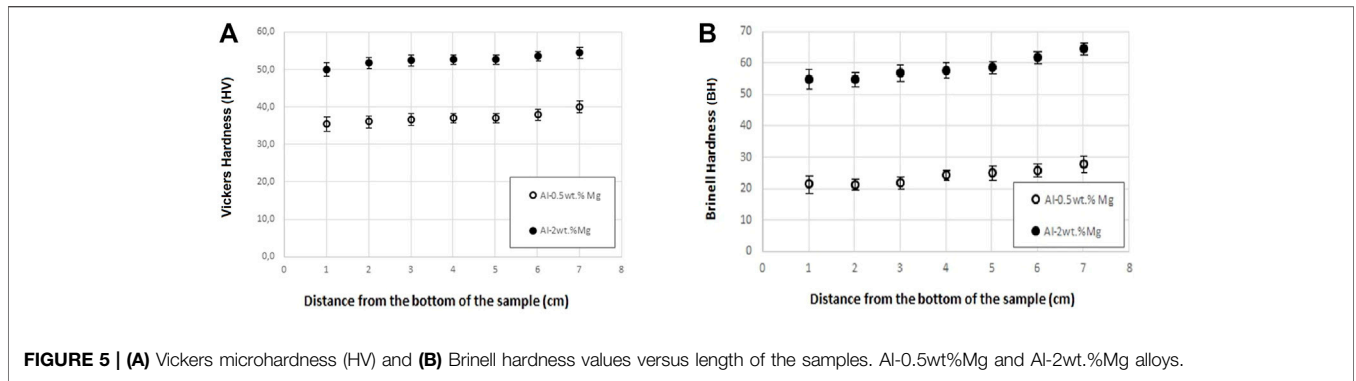 A
60,0
50,0
40,0
30,0
20,0
10,0
0,0
Vickers Hardness (HV)
Al-0.5wt.% Mg
Al-2wt.%Mg
0 1 2 3 4 5 6 7 8
Distance from the bottom of the sample (cm)
B
70
60
50
40
30
20
10
0
Brinell Hardness (BH)
Al-0.5wt.% Mg
Al-2wt.%Mg
0 1 2 3 4 5 6 7 8
Distance from the bottom of the sample (cm)
FIGURE 5 | (A) Vickers microhardness (HV) and (B) Brinell hardness values versus length of the samples. Al-0.5wt%Mg and Al-2wt.%Mg alloys.